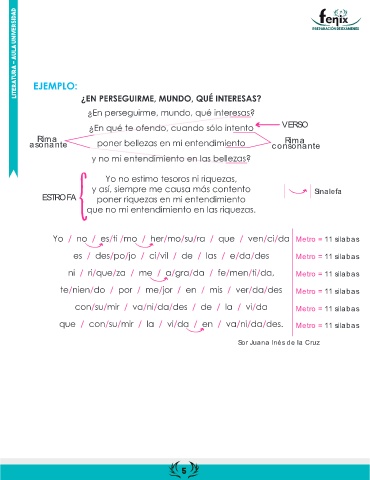 LITERATURA – AULA UNIVERSIDAD
fenix
PREPARACIÓN DE EXÁMENES
EJEMPLO:
¿EN PERSEGUIRME, MUNDO, QUÉ INTERESAS?
¿En perseguirme, mundo, qué interesas?
¿En qué te ofendo, cuando sólo intento
VERSO
Rima asonante
poner bellezas en mi entendimiento
Rima consonante
y no mi entendimiento en las bellezas?
Yo no estimo tesoros ni riquezas,
y así, siempre me causa más contento
ESTROFA
poner riquezas en mi entendimiento
que no mi entendimiento en las riquezas.
Sinalefa
Yo / no / es/ti /mo / her/mo/su/ra / que / ven/ci/da Metro = 11 sílabas
es / des/po/jo / ci/vil / de / las / e/da/des Metro = 11 sílabas
ni / ri/que/za / me / a/gra/da / fe/men/ti/da, Metro = 11 sílabas
te/nien/do / por / me/jor / en / mis / ver/da/des Metro = 11 sílabas
con/su/mir / va/ni/da/des / de / la / vi/da Metro = 11 sílabas
que / con/su/mir / la / vi/da / en / va/ni/da/des. Metro = 11 sílabas
Sor Juana Inés de la Cruz
5